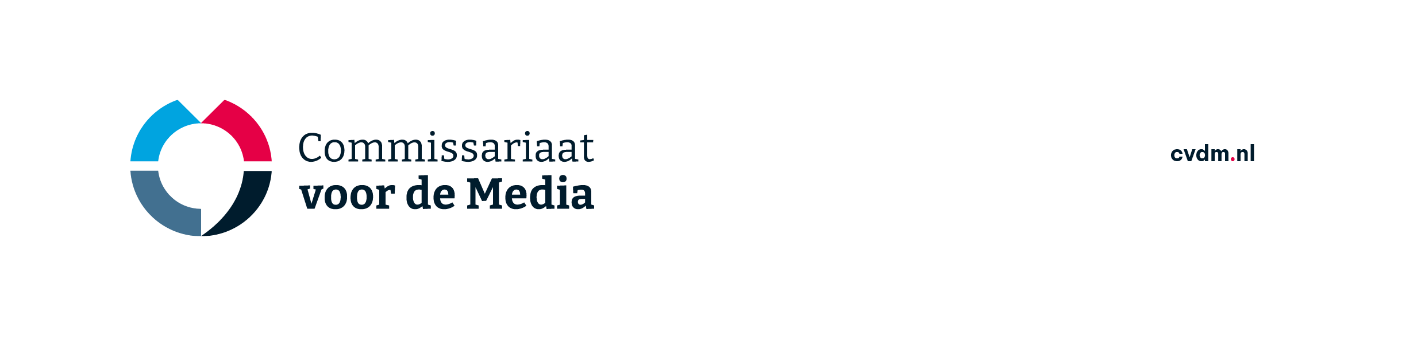 Commissariaat
voor de Media
cvdm.nl